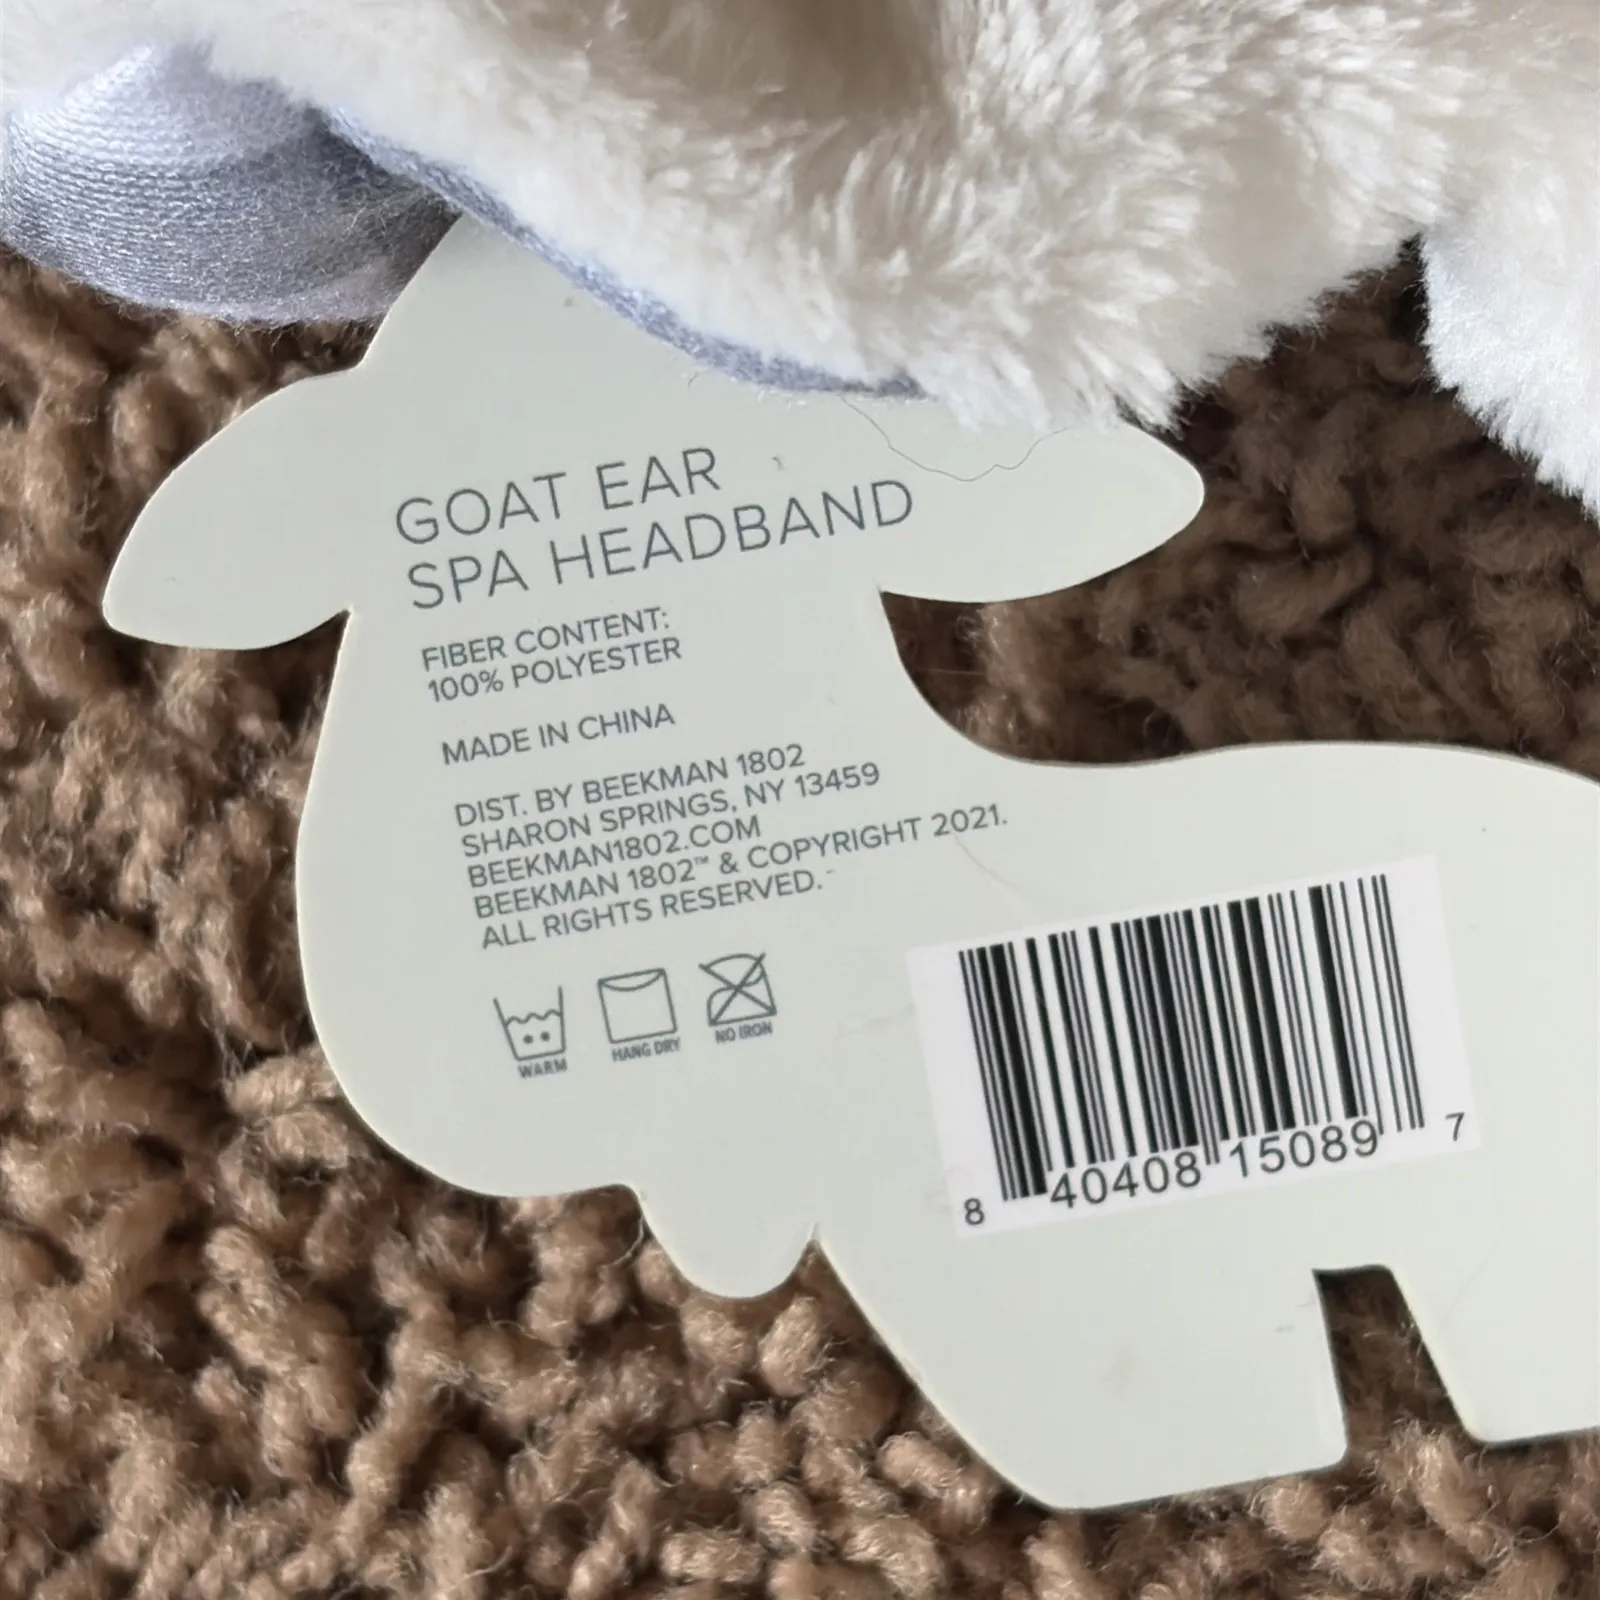 GOAT EAR
SPA HEADBAND
FIBER CONTENT:
100% POLYESTER
MADE IN CHINA
DIST. BY BEEKMAN 1802
SHARON SPRINGS, NY 13459
BEEKMAN1802.COM
BEEKMAN 1802™ & COPYRIGHT 2021.
ALL RIGHTS RESERVED.
WARM HANG DRY NO IRON
8 40408 15089 7